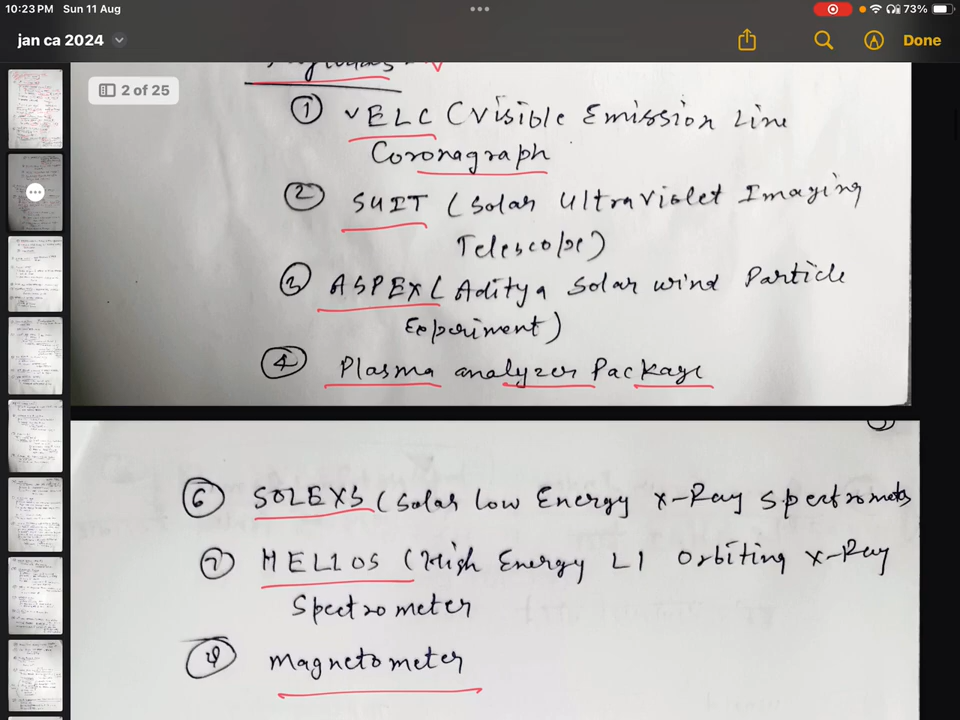 10:23 PM Sun 11 Aug
73%
jan ca 2024
Done
2 of 25
Payloads
① VELC (Visible Emission Line
Coronagraph
② SUIT (Solar Ultraviolet Imaging
Telescope)
③ ASPEX (Aditya Solar wind Particle
Experiment)
④ Plasma analyzer Package
⑥ SOLEXS (Solar Low Energy X-Ray Spectrometer
⑦ HEL1OS (High Energy L1 Orbiting X-Ray
Spectrometer
magnetometer